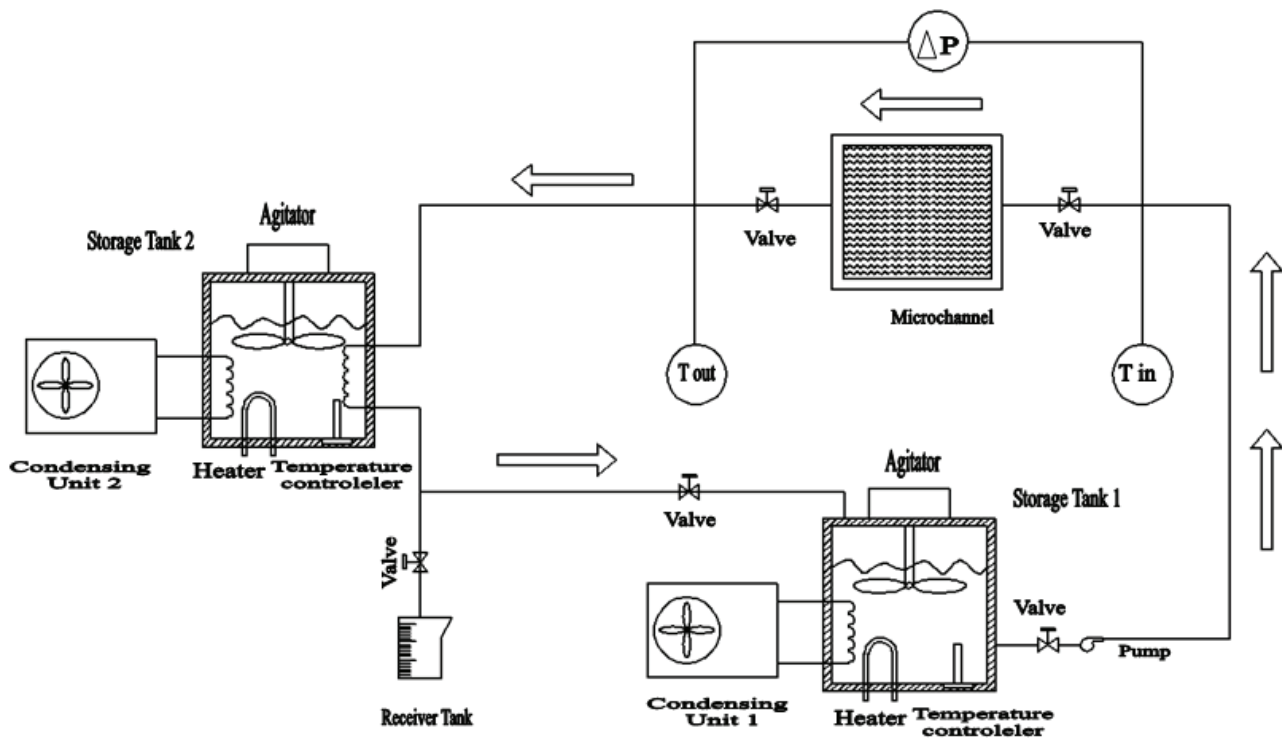 ΔP
Agitator
Storage Tank 2
Valve
Valve
Microchannel
T out
T in
Condensing
Unit 2
Heater
Temperature
controleler
Agitator
Storage Tank 1
Valve
Valve
Valve
Pump
Receiver Tank
Condensing
Unit 1
Heater
Temperature
controleler